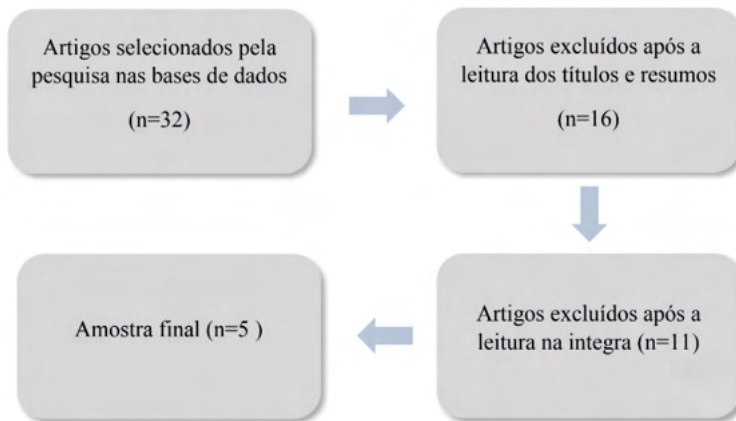 Artigos selecionados pela
pesquisa nas bases de dados
(n=32)
Artigos excluídos após a
leitura dos títulos e resumos
(n=16)
Artigos excluídos após a
leitura na integra (n=11)
Amostra final (n=5 )